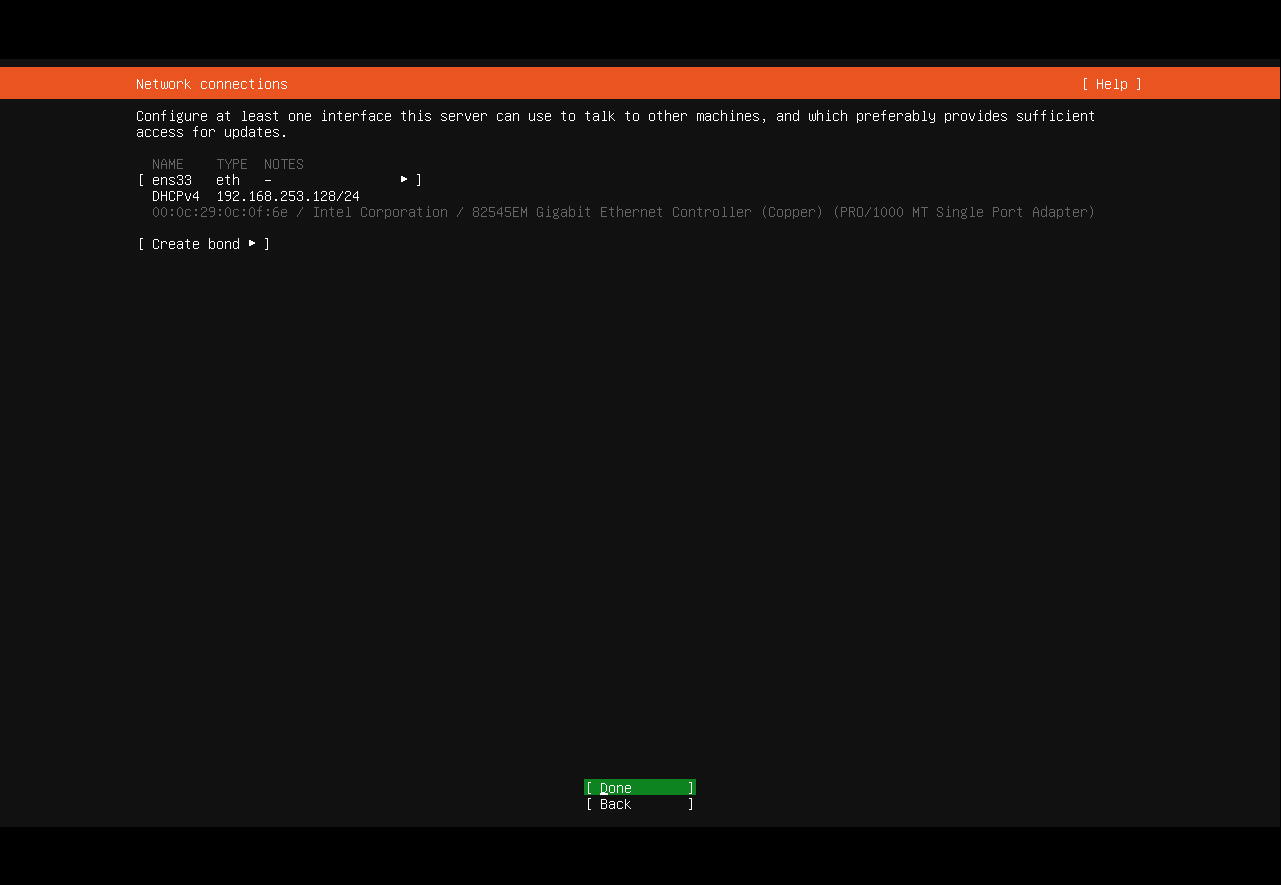 Network connections [ Help ]
Configure at least one interface this server can use to talk to other machines, and which preferably provides sufficient
access for updates.
NAME TYPE NOTES
[ ens33 eth - ▸ ]
DHCPv4 192.168.253.128/24
00:0c:29:0c:0f:6e / Intel Corporation / 82545EM Gigabit Ethernet Controller (Copper) (PRO/1000 MT Single Port Adapter)
[ Create bond ▸ ]
[ Done ]
[ Back ]